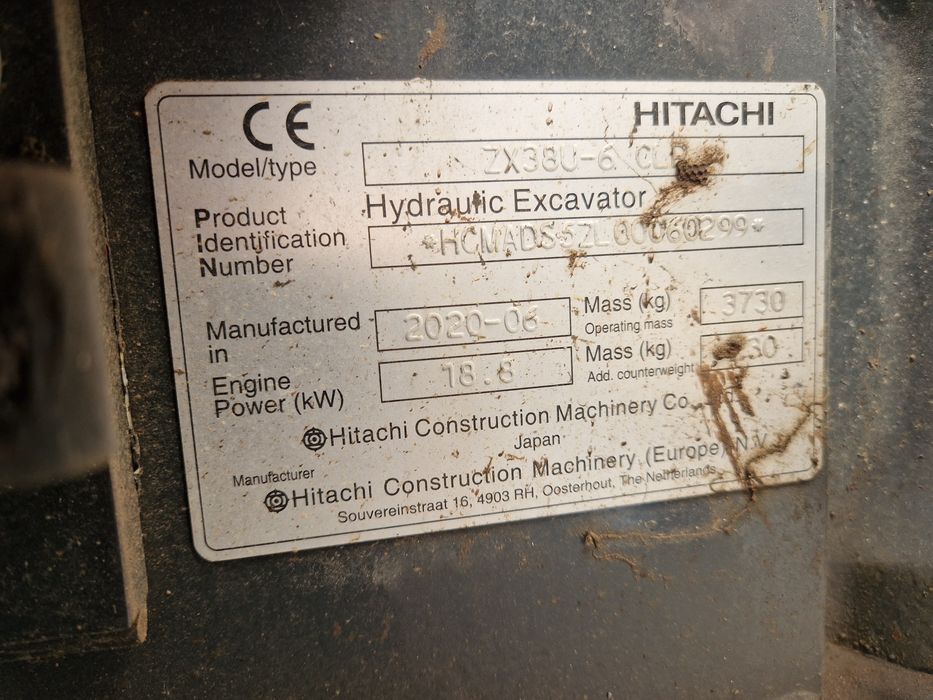 CE HITACHI
Model/type ZX38U-6
Hydraulic Excavator
Product Identification Number
Manufactured in 2020-06 Mass (kg) 3730
Operating mass
Engine Power (kW) 18.8 Mass (kg)
Add. counterweight
Hitachi Construction Machinery Co.,
Japan
Manufacturer
Hitachi Construction Machinery (Europe) N.V.
Souvereinstraat 16, 4903 RH, Oosterhout, The Netherlands